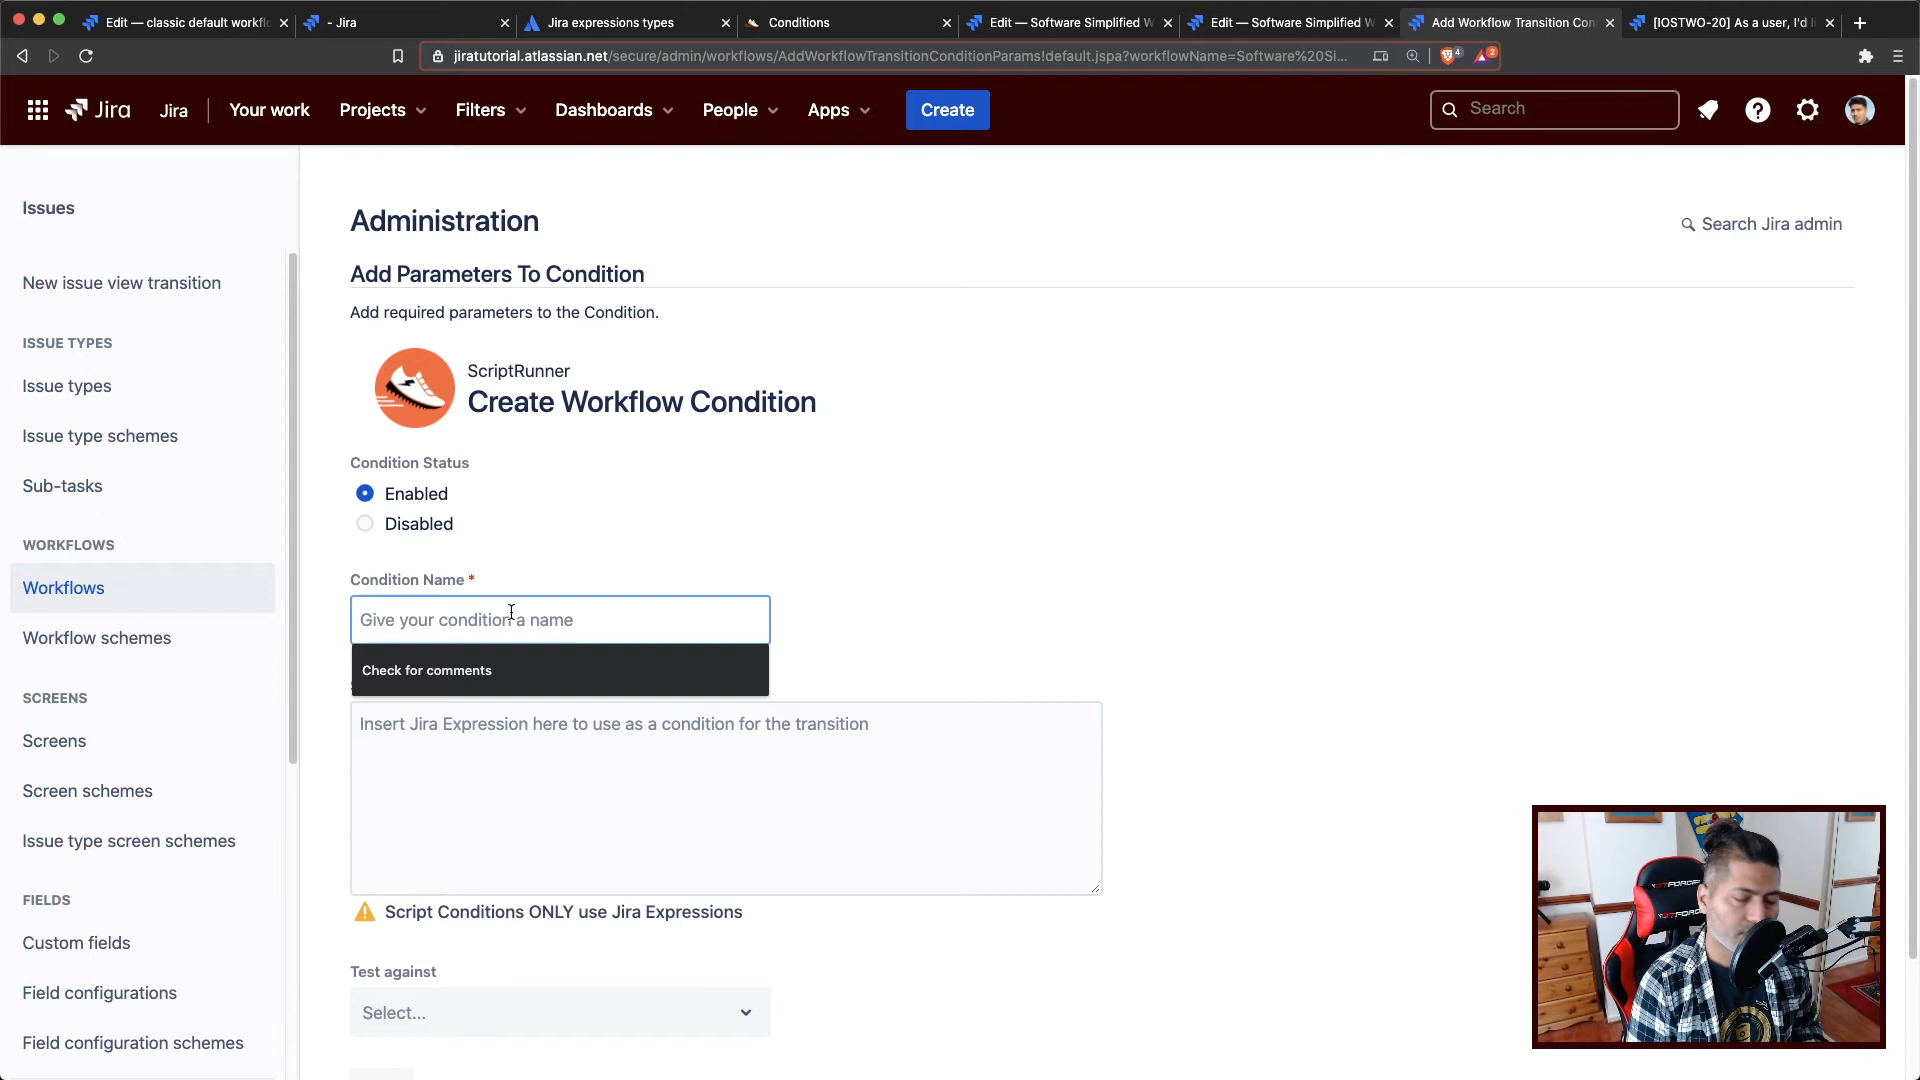 Edit — classic default workfl
- Jira
Jira expressions types
Conditions
Edit — Software Simplified W
Edit — Software Simplified W
Add Workflow Transition Con
[IOSTWO-20] As a user, I'd li
jiratutorial.atlassian.net/secure/admin/workflows/AddWorkflowTransitionConditionParams!default.jspa?workflowName=Software%20Si...
4
2
Jira
Jira
Your work
Projects
Filters
Dashboards
People
Apps
Create
Search
Issues
New issue view transition
ISSUE TYPES
Issue types
Issue type schemes
Sub-tasks
WORKFLOWS
Workflows
Workflow schemes
SCREENS
Screens
Screen schemes
Issue type screen schemes
FIELDS
Custom fields
Field configurations
Field configuration schemes
Administration
Search Jira admin
Add Parameters To Condition
Add required parameters to the Condition.
ScriptRunner
Create Workflow Condition
Condition Status
Enabled
Disabled
Condition Name *
Give your condition a name
Check for comments
Insert Jira Expression here to use as a condition for the transition
Script Conditions ONLY use Jira Expressions
Test against
Select...